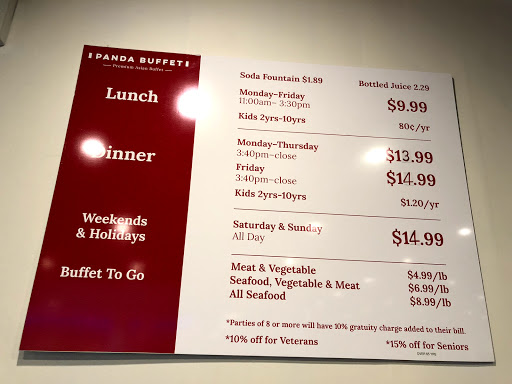 PANDA BUFFET
Premium Asian Buffet
Soda Fountain $1.89 Bottled Juice 2.29
Lunch
Monday–Friday
11:00am– 3:30pm $9.99
Kids 2yrs-10yrs 80¢/yr
Dinner
Monday–Thursday
3:40pm–close $13.99
Friday
3:40pm–close $14.99
Kids 2yrs-10yrs $1.20/yr
Weekends
& Holidays
Saturday & Sunday
All Day $14.99
Buffet To Go
Meat & Vegetable $4.99/lb
Seafood, Vegetable & Meat $6.99/lb
All Seafood $8.99/lb
*Parties of 8 or more will have 10% gratuity charge added to their bill.
*10% off for Veterans *15% off for Seniors